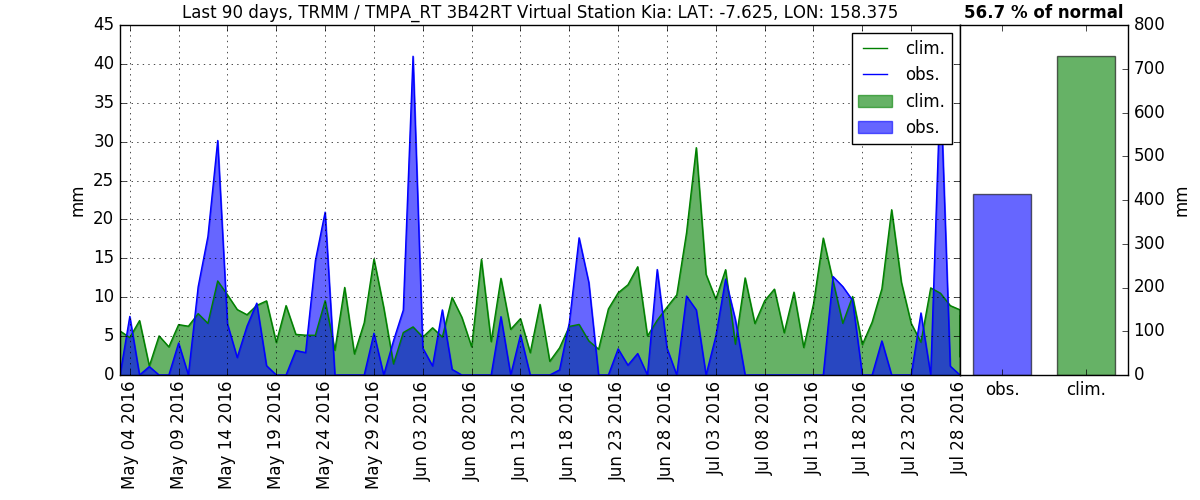 Last 90 days, TRMM / TMPA_RT 3B42RT Virtual Station Kia: LAT: -7.625, LON: 158.375
56.7 % of normal
45
40
35
30
25
20
15
10
5
0
mm
clim.
obs.
clim.
obs.
May 04 2016
May 09 2016
May 14 2016
May 19 2016
May 24 2016
May 29 2016
Jun 03 2016
Jun 08 2016
Jun 13 2016
Jun 18 2016
Jun 23 2016
Jun 28 2016
Jul 03 2016
Jul 08 2016
Jul 13 2016
Jul 18 2016
Jul 23 2016
Jul 28 2016
obs.
clim.
800
700
600
500
400
300
200
100
0
mm